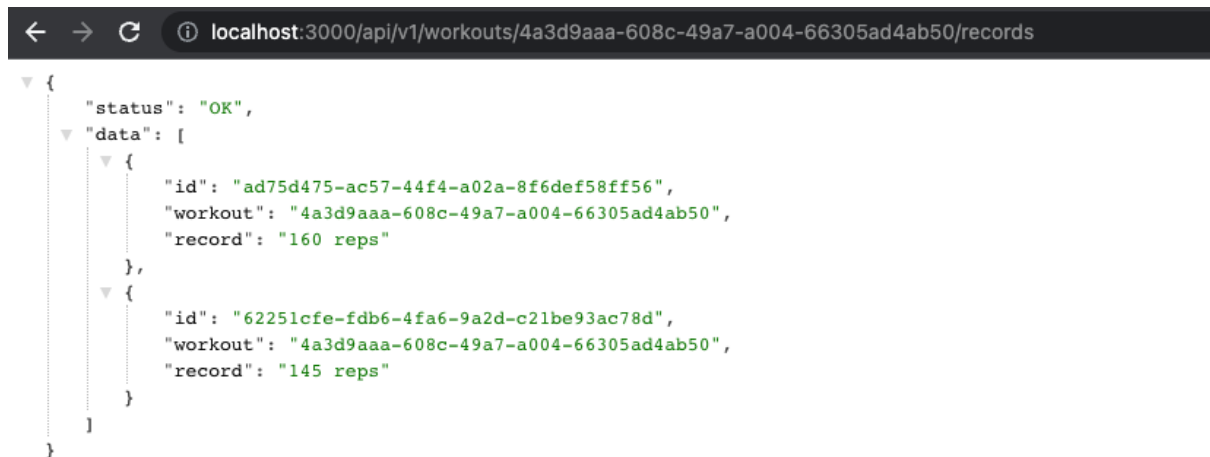 localhost:3000/api/v1/workouts/4a3d9aaa-608c-49a7-a004-66305ad4ab50/records
{
"status": "OK",
"data": [
{
"id": "ad75d475-ac57-44f4-a02a-8f6def58ff56",
"workout": "4a3d9aaa-608c-49a7-a004-66305ad4ab50",
"record": "160 reps"
},
{
"id": "62251cfe-fdb6-4fa6-9a2d-c21be93ac78d",
"workout": "4a3d9aaa-608c-49a7-a004-66305ad4ab50",
"record": "145 reps"
}
]
}